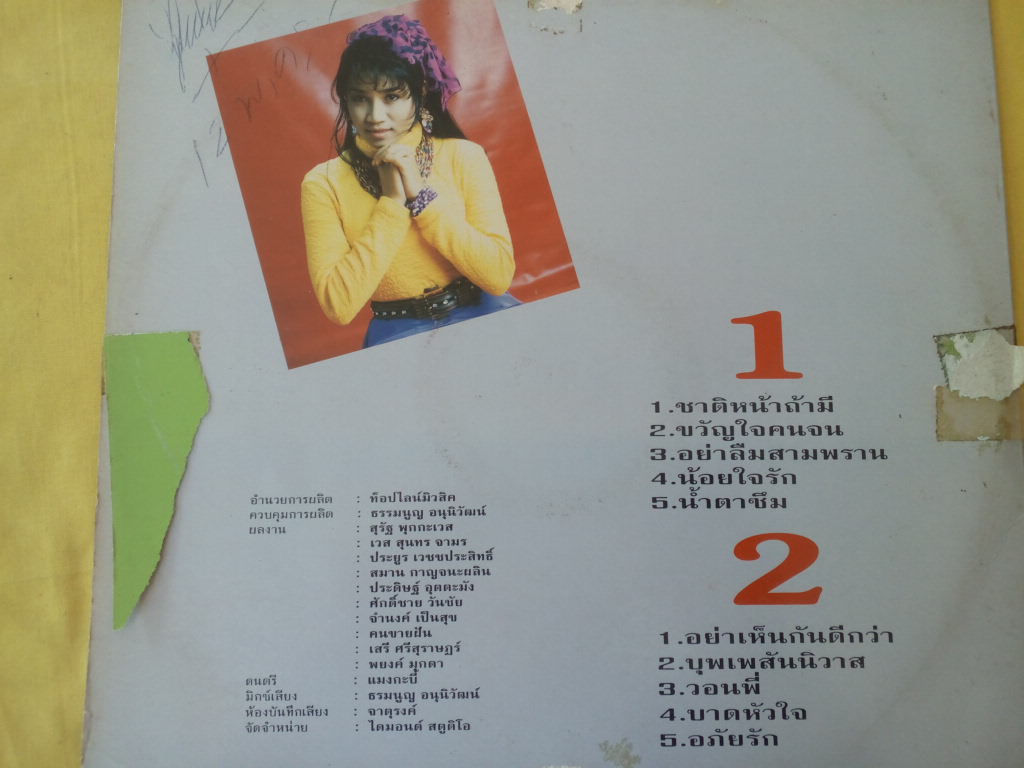 12 พ.ย.
1
1.ชาติหน้าถ้ามี
2.ขวัญใจคนจน
3.อย่าลืมสามพราน
4.น้อยใจรัก
5.น้ำตาซึม
อำนวยการผลิต : ท็อปไลน์มิวสิค
ควบคุมการผลิต : ธรรมนูญ อนุนิวัฒน์
ผลงาน : สุรัฐ พุกกะเวส
: เวส สุนทร จามร
: ประยูร เวชชประสิทธิ์
: สมาน กาญจนะผลิน
: ประดิษฐ์ อุตตะมัง
: ศักดิ์ชาย วันชัย
: จำนงค์ เป็นสุข
: คนขายฝัน
: เสรี ศรีสุราษฎร์
: พยงค์ มุกดา
ดนตรี : แมงกะบี้
มิกซ์เสียง : ธรมนูญ อนุนิวัฒน์
ห้องบันทึกเสียง : จาตุรงค์
จัดจำหน่าย : ไดมอนด์ สตูดิโอ
2
1.อย่าเห็นกันดีกว่า
2.บุพเพสันนิวาส
3.วอนพี่
4.บาดหัวใจ
5.อภัยรัก